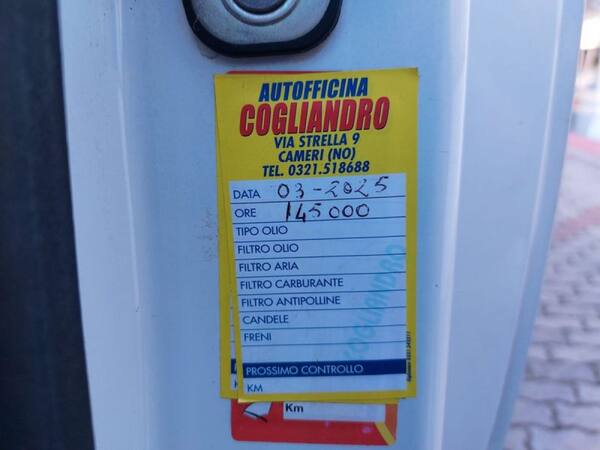 AUTOFFICINA
COGLIANDRO
VIA STRELLA 9
CAMERI (NO)
TEL. 0321.518688
DATA 03-2025
ORE 145000
TIPO OLIO
FILTRO OLIO
FILTRO ARIA
FILTRO CARBURANTE
FILTRO ANTIPOLLINE
CANDELE
FRENI
COGLIANDRO
PROSSIMO CONTROLLO
KM
Km